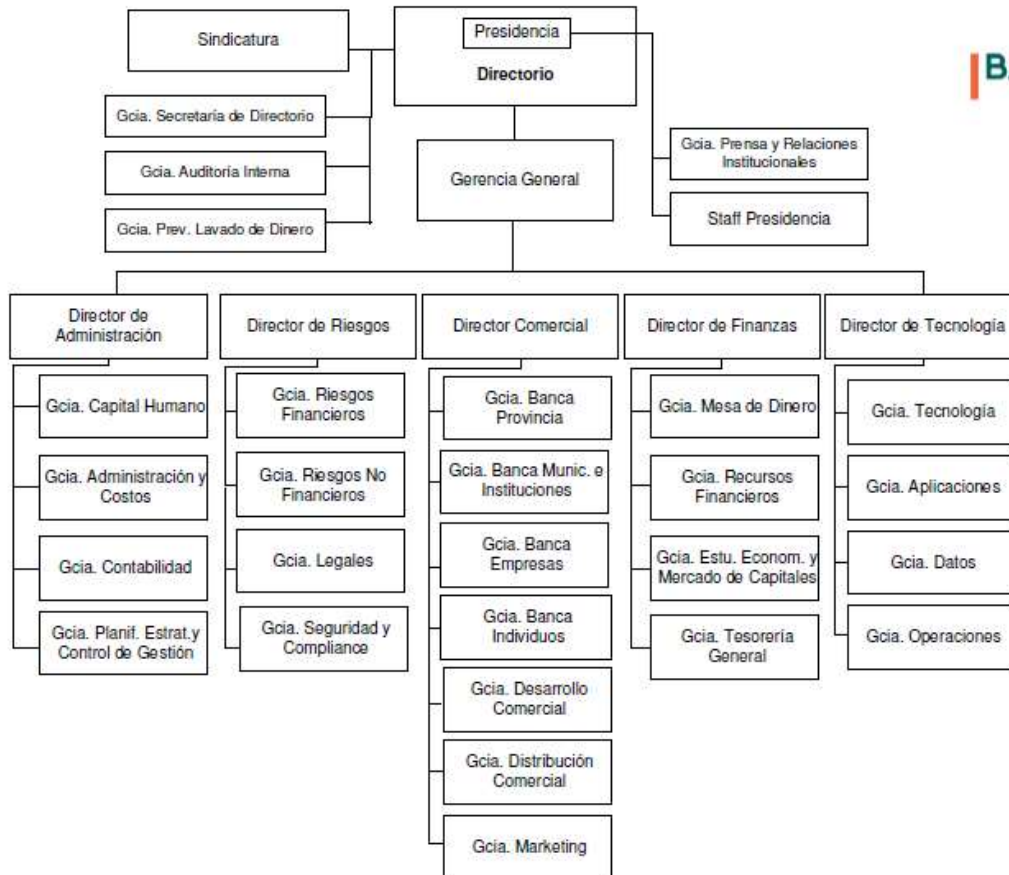 Presidencia
Directorio
Sindicatura
BA
Gcia. Secretaría de Directorio
Gcia. Auditoría Interna
Gcia. Prev. Lavado de Dinero
Gerencia General
Gcia. Prensa y Relaciones
Institucionales
Staff Presidencia
Director de
Administración
Director de Riesgos
Director Comercial
Director de Finanzas
Director de Tecnología
Gcia. Capital Humano
Gcia. Administración y
Costos
Gcia. Contabilidad
Gcia. Planif. Estrat.y
Control de Gestión
Gcia. Riesgos
Financieros
Gcia. Riesgos No
Financieros
Gcia. Legales
Gcia. Seguridad y
Compliance
Gcia. Banca
Provincia
Gcia. Banca Munic. e
Instituciones
Gcia. Banca
Empresas
Gcia. Banca
Individuos
Gcia. Desarrollo
Comercial
Gcia. Distribución
Comercial
Gcia. Marketing
Gcia. Mesa de Dinero
Gcia. Recursos
Financieros
Gcia. Estu. Econom. y
Mercado de Capitales
Gcia. Tesorería
General
Gcia. Tecnología
Gcia. Aplicaciones
Gcia. Datos
Gcia. Operaciones